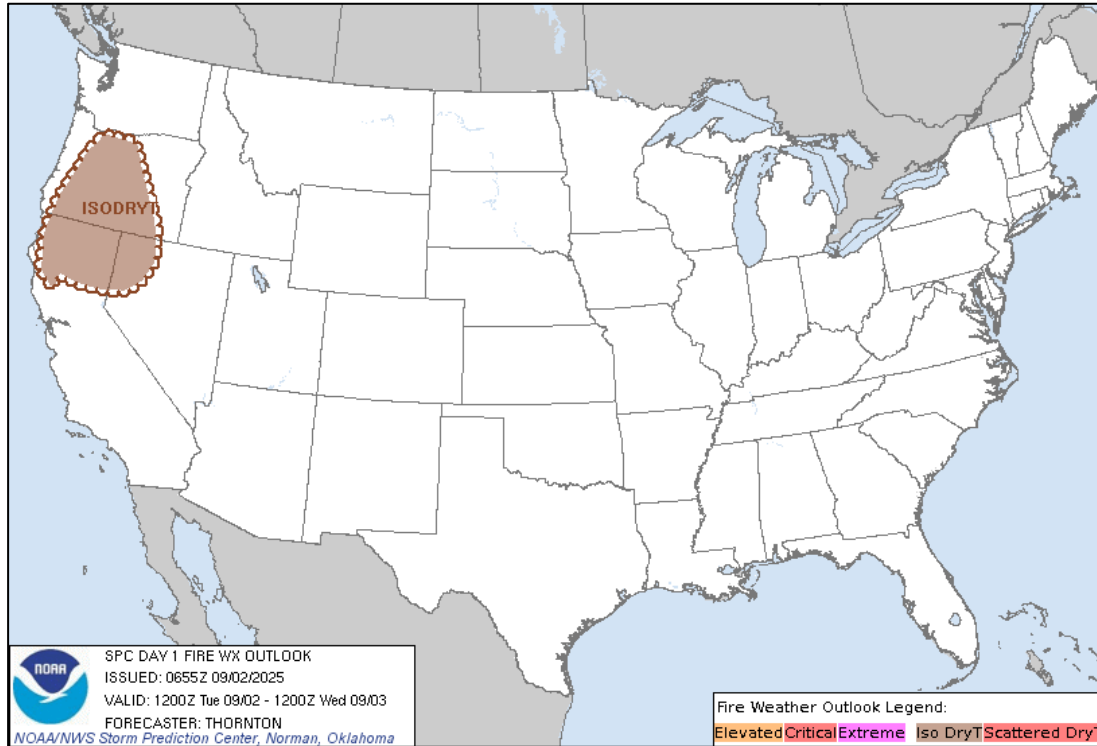 ISODRYT
NOAA
SPC DAY 1 FIRE WX OUTLOOK
ISSUED: 0655Z 09/02/2025
VALID: 1200Z Tue 09/02 - 1200Z Wed 09/03
FORECASTER: THORNTON
NOAA/NWS Storm Prediction Center, Norman, Oklahoma
Fire Weather Outlook Legend:
Elevated Critical Extreme Iso DryT Scattered DryT